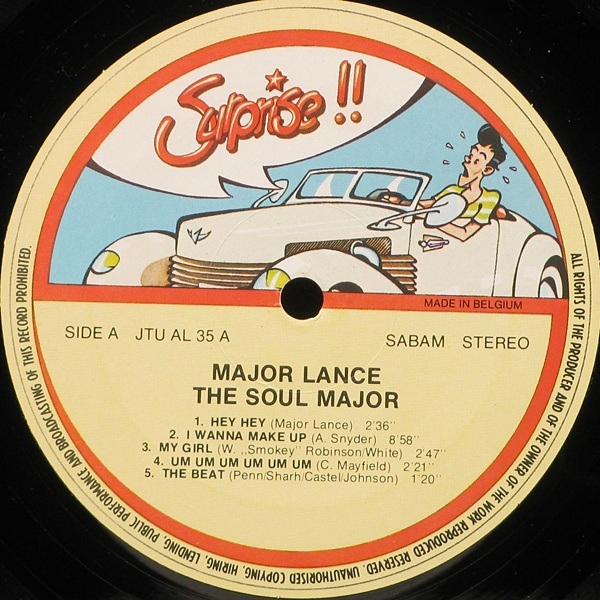 Surprise !!
MADE IN BELGIUM
SIDE A JTU AL 35 A
SABAM STEREO
MAJOR LANCE
THE SOUL MAJOR
1. HEY HEY (Major Lance) 2'36''
2. I WANNA MAKE UP (A. Snyder) 8'58''
3. MY GIRL (W. ,,Smokey'' Robinson/White) 2'47''
4. UM UM UM UM UM UM (C. Mayfield) 2'21''
5. THE BEAT (Penn/Sharh/Castel/Johnson) 1'20''
ALL RIGHTS OF THE PRODUCER AND OF THE OWNER OF THE WORK REPRODUCED RESERVED. UNAUTHORISED COPYING, HIRING, LENDING, PUBLIC PERFORMANCE AND BROADCASTING OF THIS RECORD PROHIBITED.